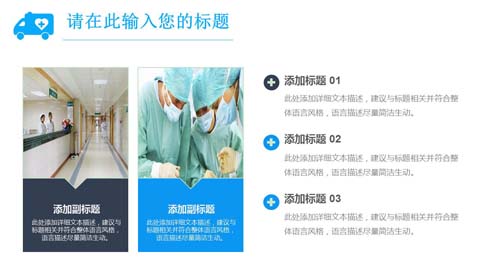 请在此输入您的标题
添加副标题
此处添加详细文本描述，建议与
标题相关并符合整体语言风格，
语言描述尽量简洁生动。
添加副标题
此处添加详细文本描述，建议与
标题相关并符合整体语言风格，
语言描述尽量简洁生动。
添加标题 01
此处添加详细文本描述，建议与标题相关并符合整
体语言风格，语言描述尽量简洁生动。
添加标题 02
此处添加详细文本描述，建议与标题相关并符合整
体语言风格，语言描述尽量简洁生动。
添加标题 03
此处添加详细文本描述，建议与标题相关并符合整
体语言风格，语言描述尽量简洁生动。